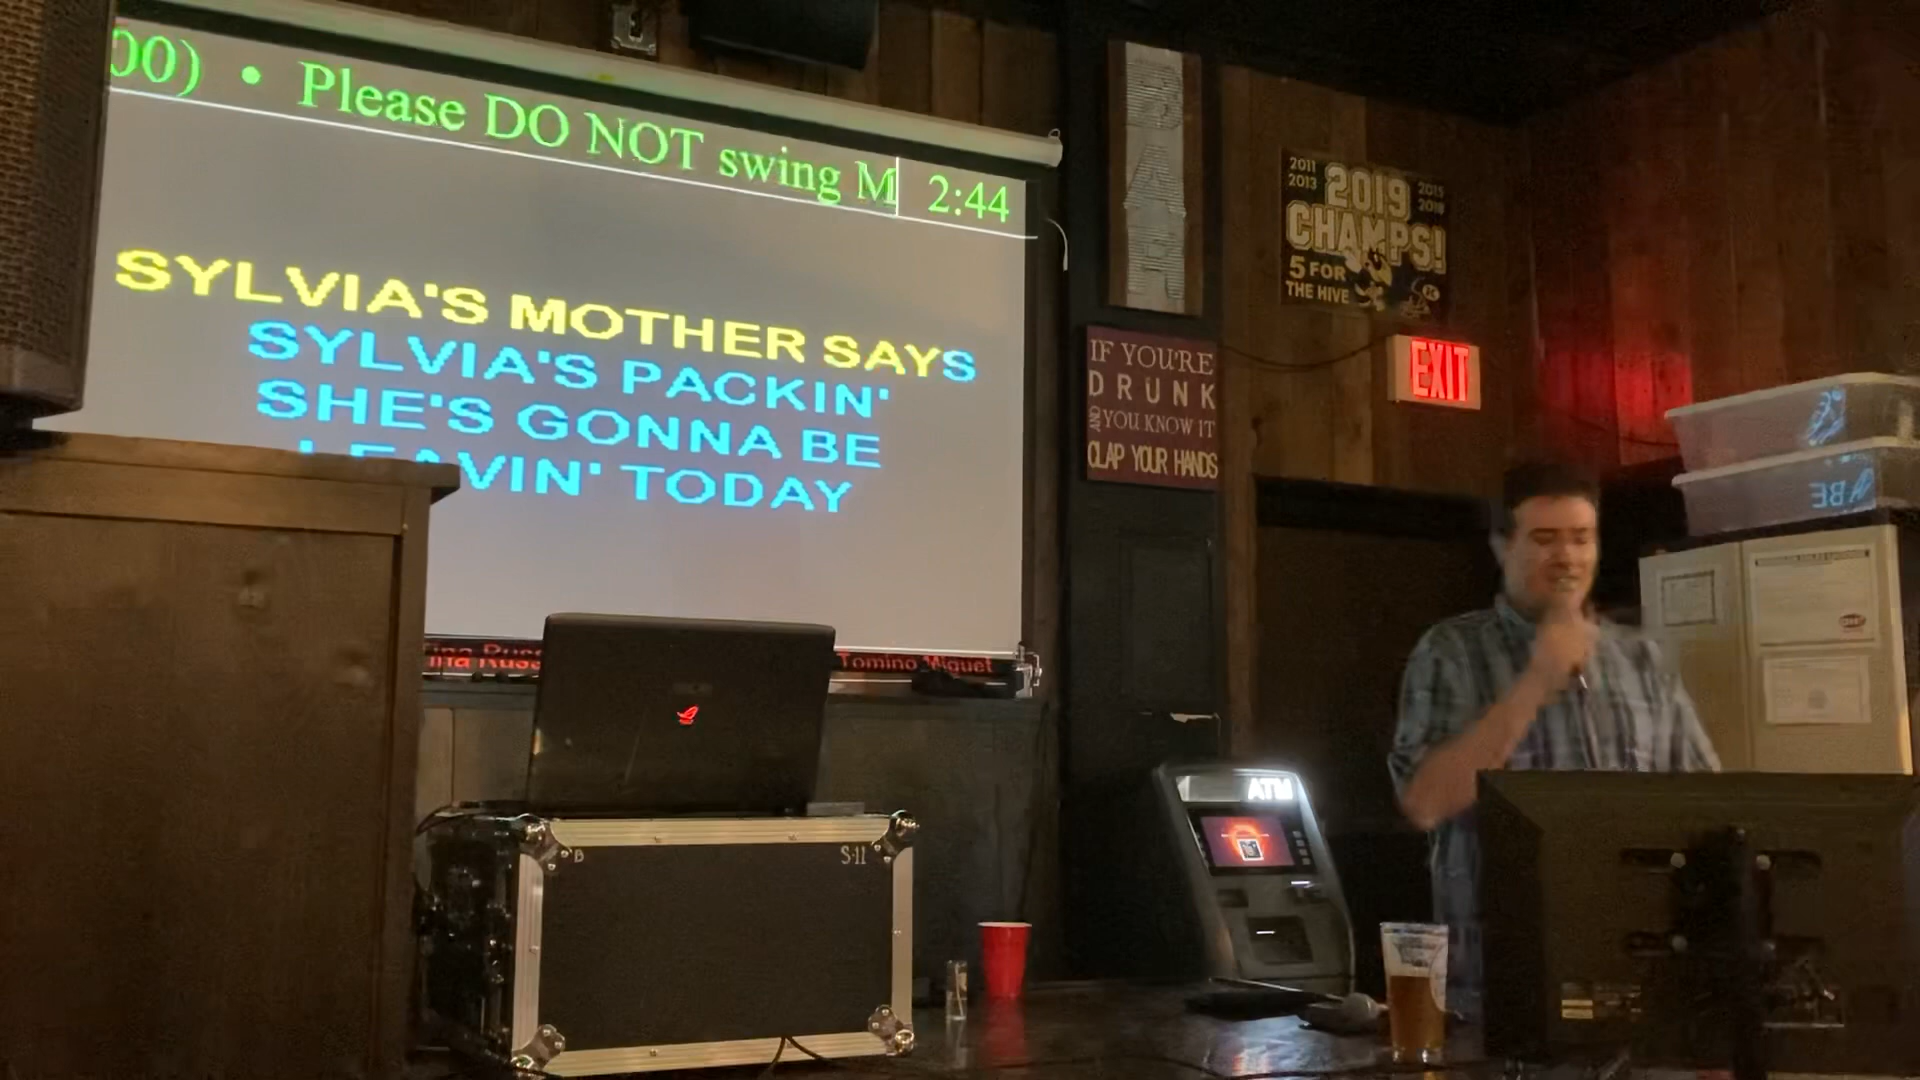 00) • Please DO NOT swing M
2:44
SYLVIA'S MOTHER SAYS
SYLVIA'S PACKIN'
SHE'S GONNA BE
LEAVIN' TODAY
Tomino Miguet
BAR
IF YOU'RE
DRUNK
AND YOU KNOW IT
CLAP YOUR HANDS
2011
2013
2019
2015
2018
CHAMPS!
5 FOR
THE HIVE
EXIT
ATM
B
S-11